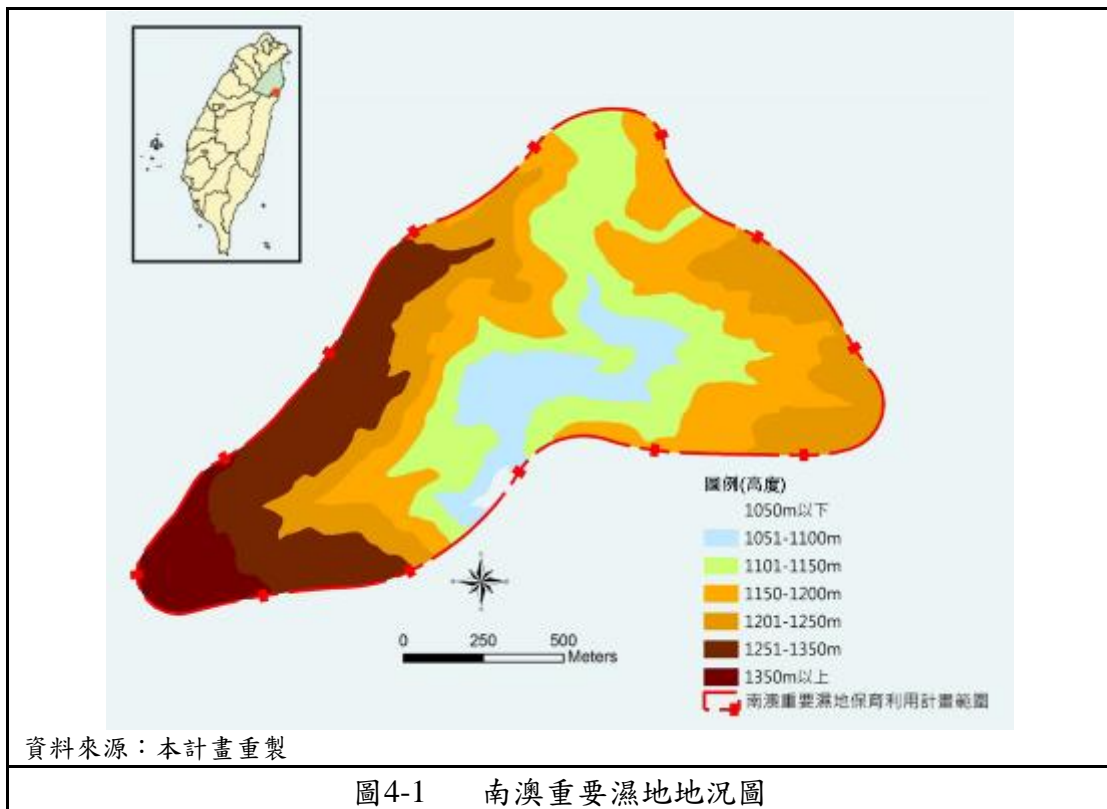 圖例(高度)
1050m以下
1051-1100m
1101-1150m
1150-1200m
1201-1250m
1251-1350m
1350m以上
南澳重要濕地保育利用計畫範圍
0 250 500
Meters
資料來源：本計畫重製
圖4-1 南澳重要濕地地況圖